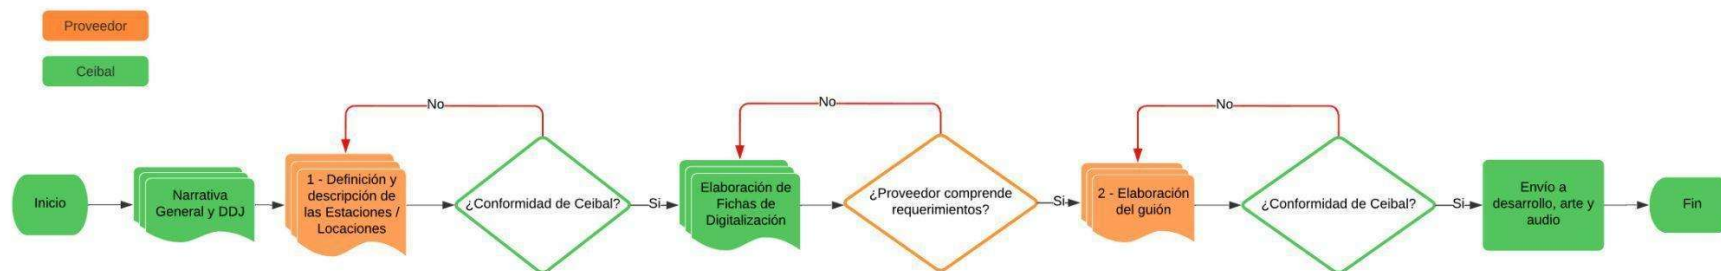 Proveedor
Ceibal
No
No
No
Inicio
Narrativa
General y DDJ
1 - Definición y
descripción de
las Estaciones /
Locaciones
¿Conformidad de Ceibal?
Si
Elaboración de
Fichas de
Digitalización
¿Proveedor comprende
requerimientos?
Si
2 - Elaboración
del guión
¿Conformidad de Ceibal?
Si
Envío a
desarrollo, arte y
audio
Fin